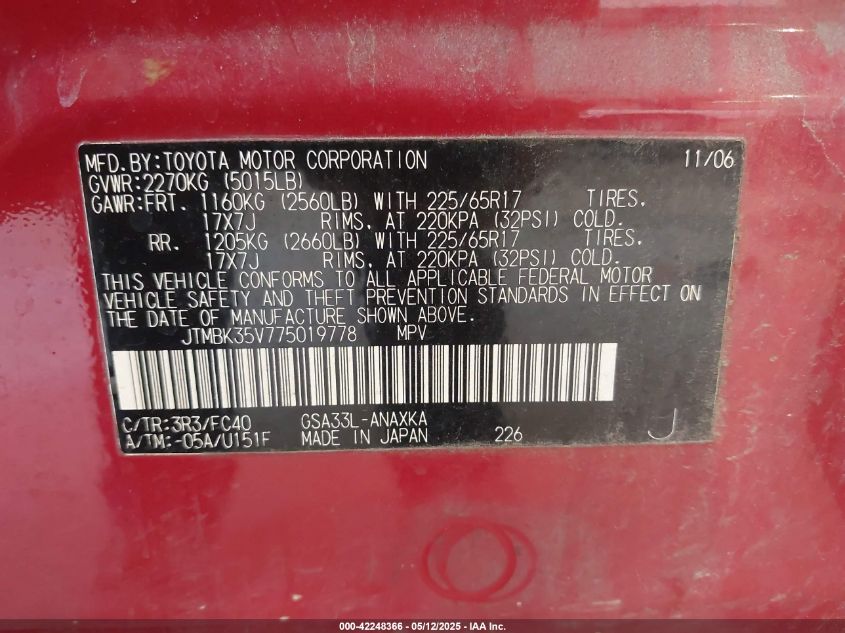 MFD.BY:TOYOTA MOTOR CORPORATION 11/06
GVWR:2270KG (5015LB)
GAWR:FRT. 1160KG (2560LB) WITH 225/65R17 TIRES.
17X7J RIMS, AT 220KPA (32PSI) COLD.
RR. 1205KG (2660LB) WITH 225/65R17 TIRES.
17X7J RIMS, AT 220KPA (32PSI) COLD.
THIS VEHICLE CONFORMS TO ALL APPLICABLE FEDERAL MOTOR
VEHICLE SAFETY AND THEFT PREVENTION STANDARDS IN EFFECT ON
THE DATE OF MANUFACTURE SHOWN ABOVE.
JTMBK35V775019778 MPV
C/TR:3R3/FC40 GSA33L-ANAXKA
A/TM:-05A/U151F MADE IN JAPAN 226 J
000-42248366 - 05/12/2025 - IAA Inc.